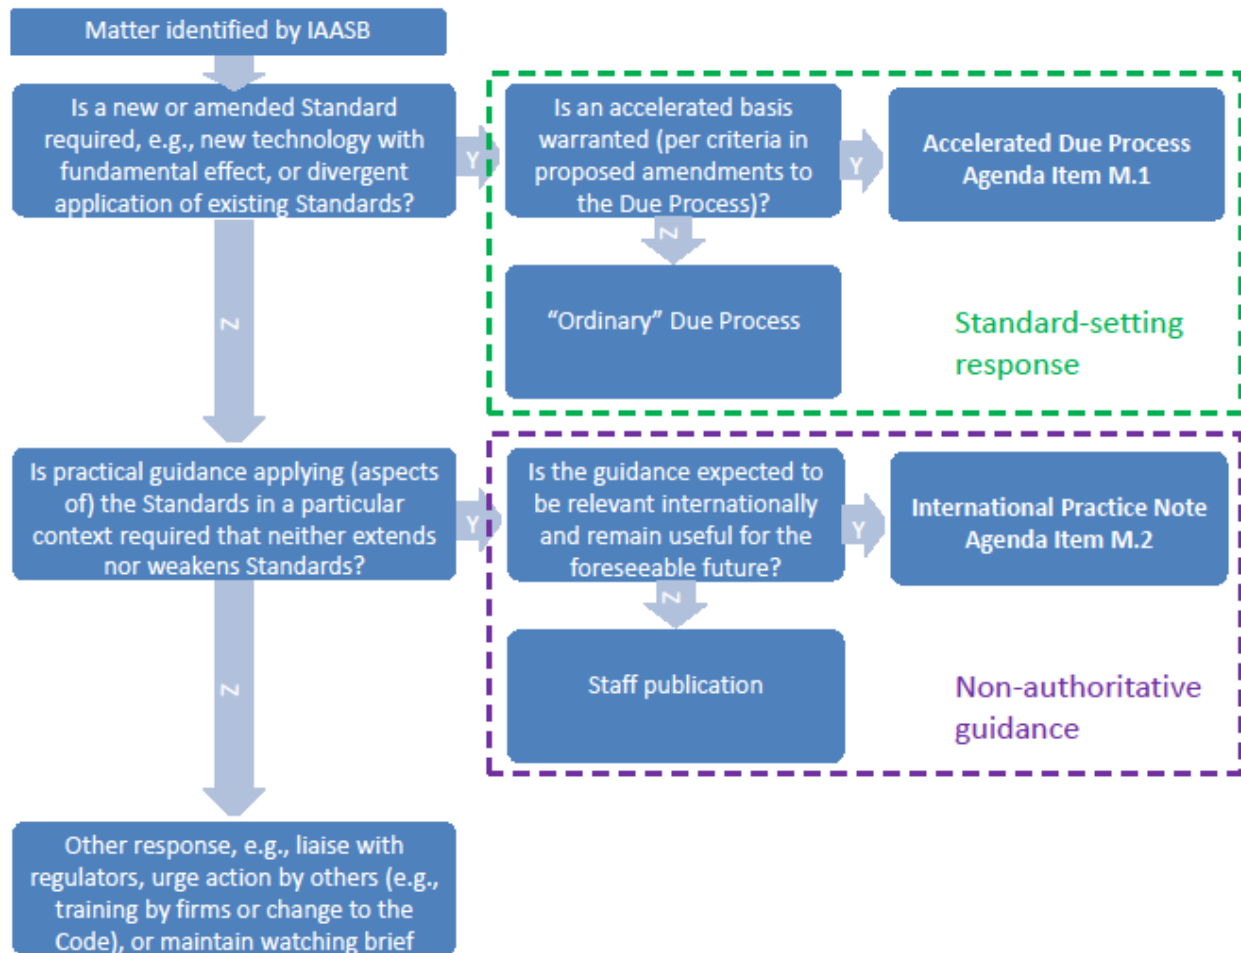 Matter identified by IAASB
Is a new or amended Standard
required, e.g., new technology with
fundamental effect, or divergent
application of existing Standards?
Y
Is an accelerated basis
warranted (per criteria in
proposed amendments to
the Due Process)?
Y
Accelerated Due Process
Agenda Item M.1
N
“Ordinary” Due Process
Standard-setting
response
N
Is practical guidance applying (aspects
of) the Standards in a particular
context required that neither extends
nor weakens Standards?
Y
Is the guidance expected to
be relevant internationally
and remain useful for the
foreseeable future?
Y
International Practice Note
Agenda Item M.2
N
Staff publication
Non-authoritative
guidance
N
Other response, e.g., liaise with
regulators, urge action by others (e.g.,
training by firms or change to the
Code), or maintain watching brief